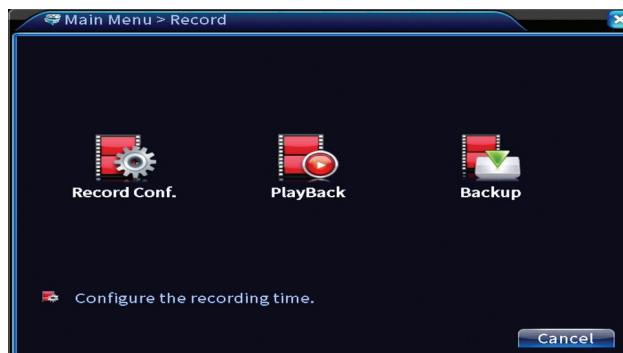 Main Menu > Record
Record Conf.
PlayBack
Backup
Configure the recording time.
Cancel